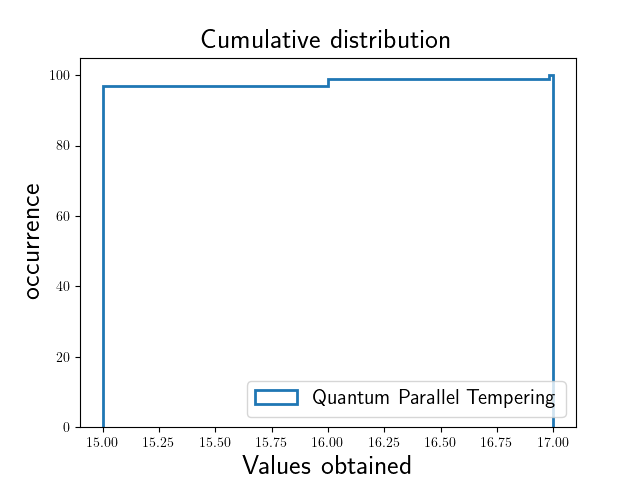 Cumulative distribution
occurrence
100
80
60
40
20
0
Quantum Parallel Tempering
15.00 15.25 15.50 15.75 16.00 16.25 16.50 16.75 17.00
Values obtained